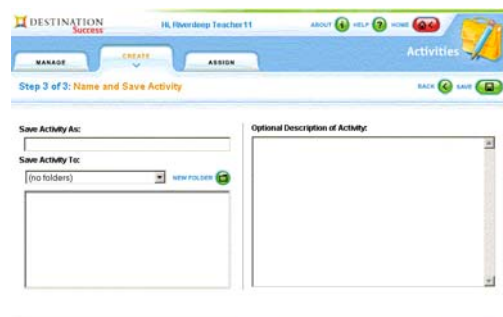 DESTINATION Success
Hi, Riverdeep Teacher11
ABOUT HELP ? HOME
MANAGE CREATE ASSIGN
Activities
Step 3 of 3: Name and Save Activity
BACK SAVE
Save Activity As:
Save Activity To:
(no folders) NEW FOLDER
Optional Description of Activity: